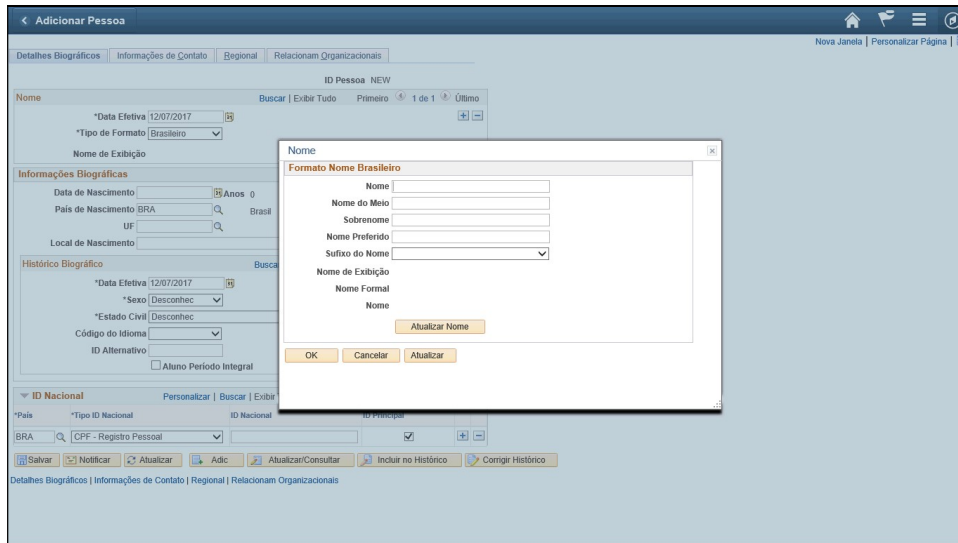 Adicionar Pessoa
Nova Janela | Personalizar Página |
Detalhes Biográficos Informações de Contato Regional Relacionam Organizacionais
ID Pessoa NEW
Nome Buscar | Exibir Tudo Primeiro 1 de 1 Último
*Data Efetiva 12/07/2017
*Tipo de Formato Brasileiro
Nome de Exibição
Informações Biográficas
Data de Nascimento Anos 0
País de Nascimento BRA Brasil
UF
Local de Nascimento
Histórico Biográfico Busca
*Data Efetiva 12/07/2017
*Sexo Desconhec
*Estado Civil Desconhec
Código do Idioma
ID Alternativo
Aluno Período Integral
Nome
Formato Nome Brasileiro
Nome
Nome do Meio
Sobrenome
Nome Preferido
Sufixo do Nome
Nome de Exibição
Nome Formal
Nome
Atualizar Nome
OK Cancelar Atualizar
ID Nacional Personalizar | Buscar | Exibir
*País *Tipo ID Nacional ID Nacional ID Principal
BRA CPF - Registro Pessoal
Salvar Notificar Atualizar Adic Atualizar/Consultar Incluir no Histórico Corrigir Histórico
Detalhes Biográficos | Informações de Contato | Regional | Relacionam Organizacionais